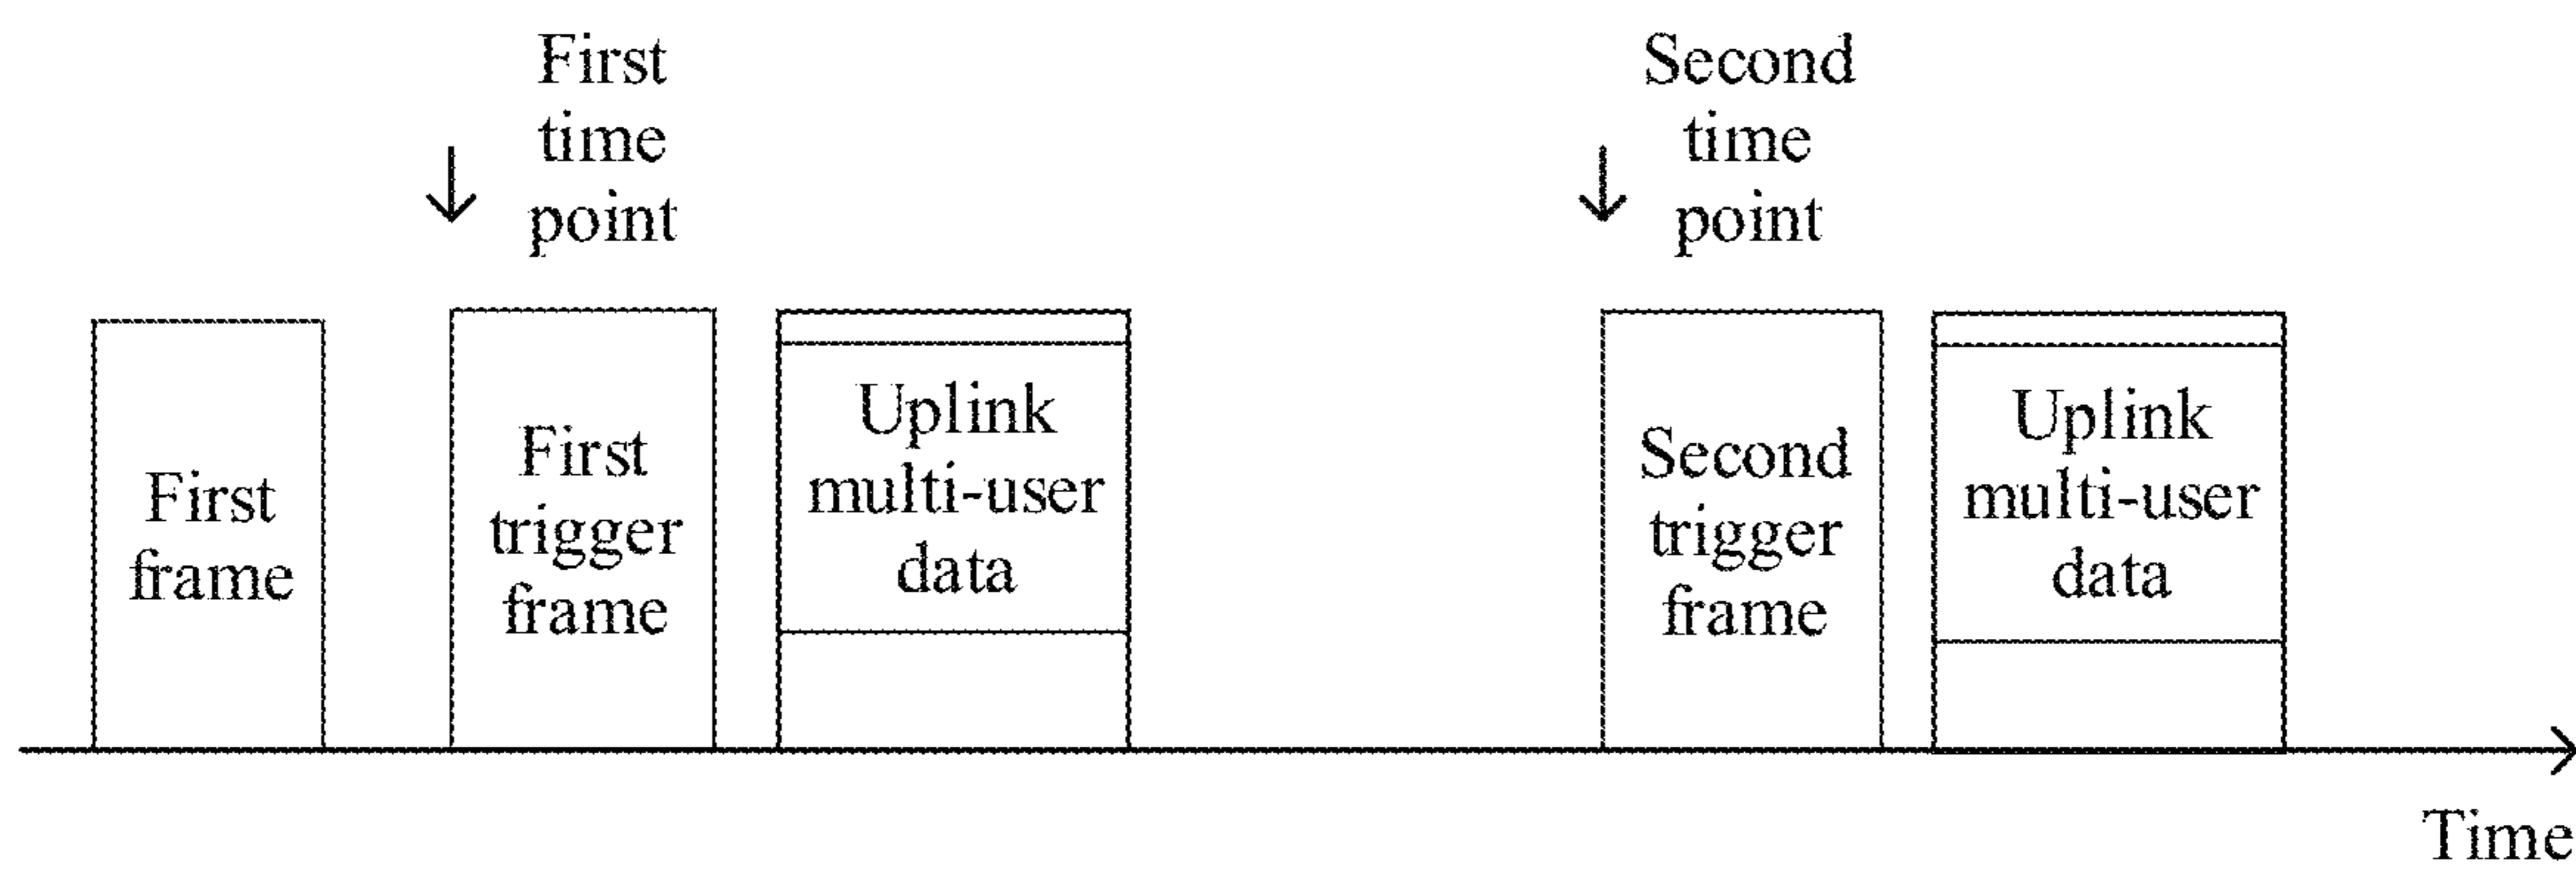 First
time
point
Second
time
point
First
frame
First
trigger
frame
Uplink
multi-user
data
Second
trigger
frame
Uplink
multi-user
data
Time